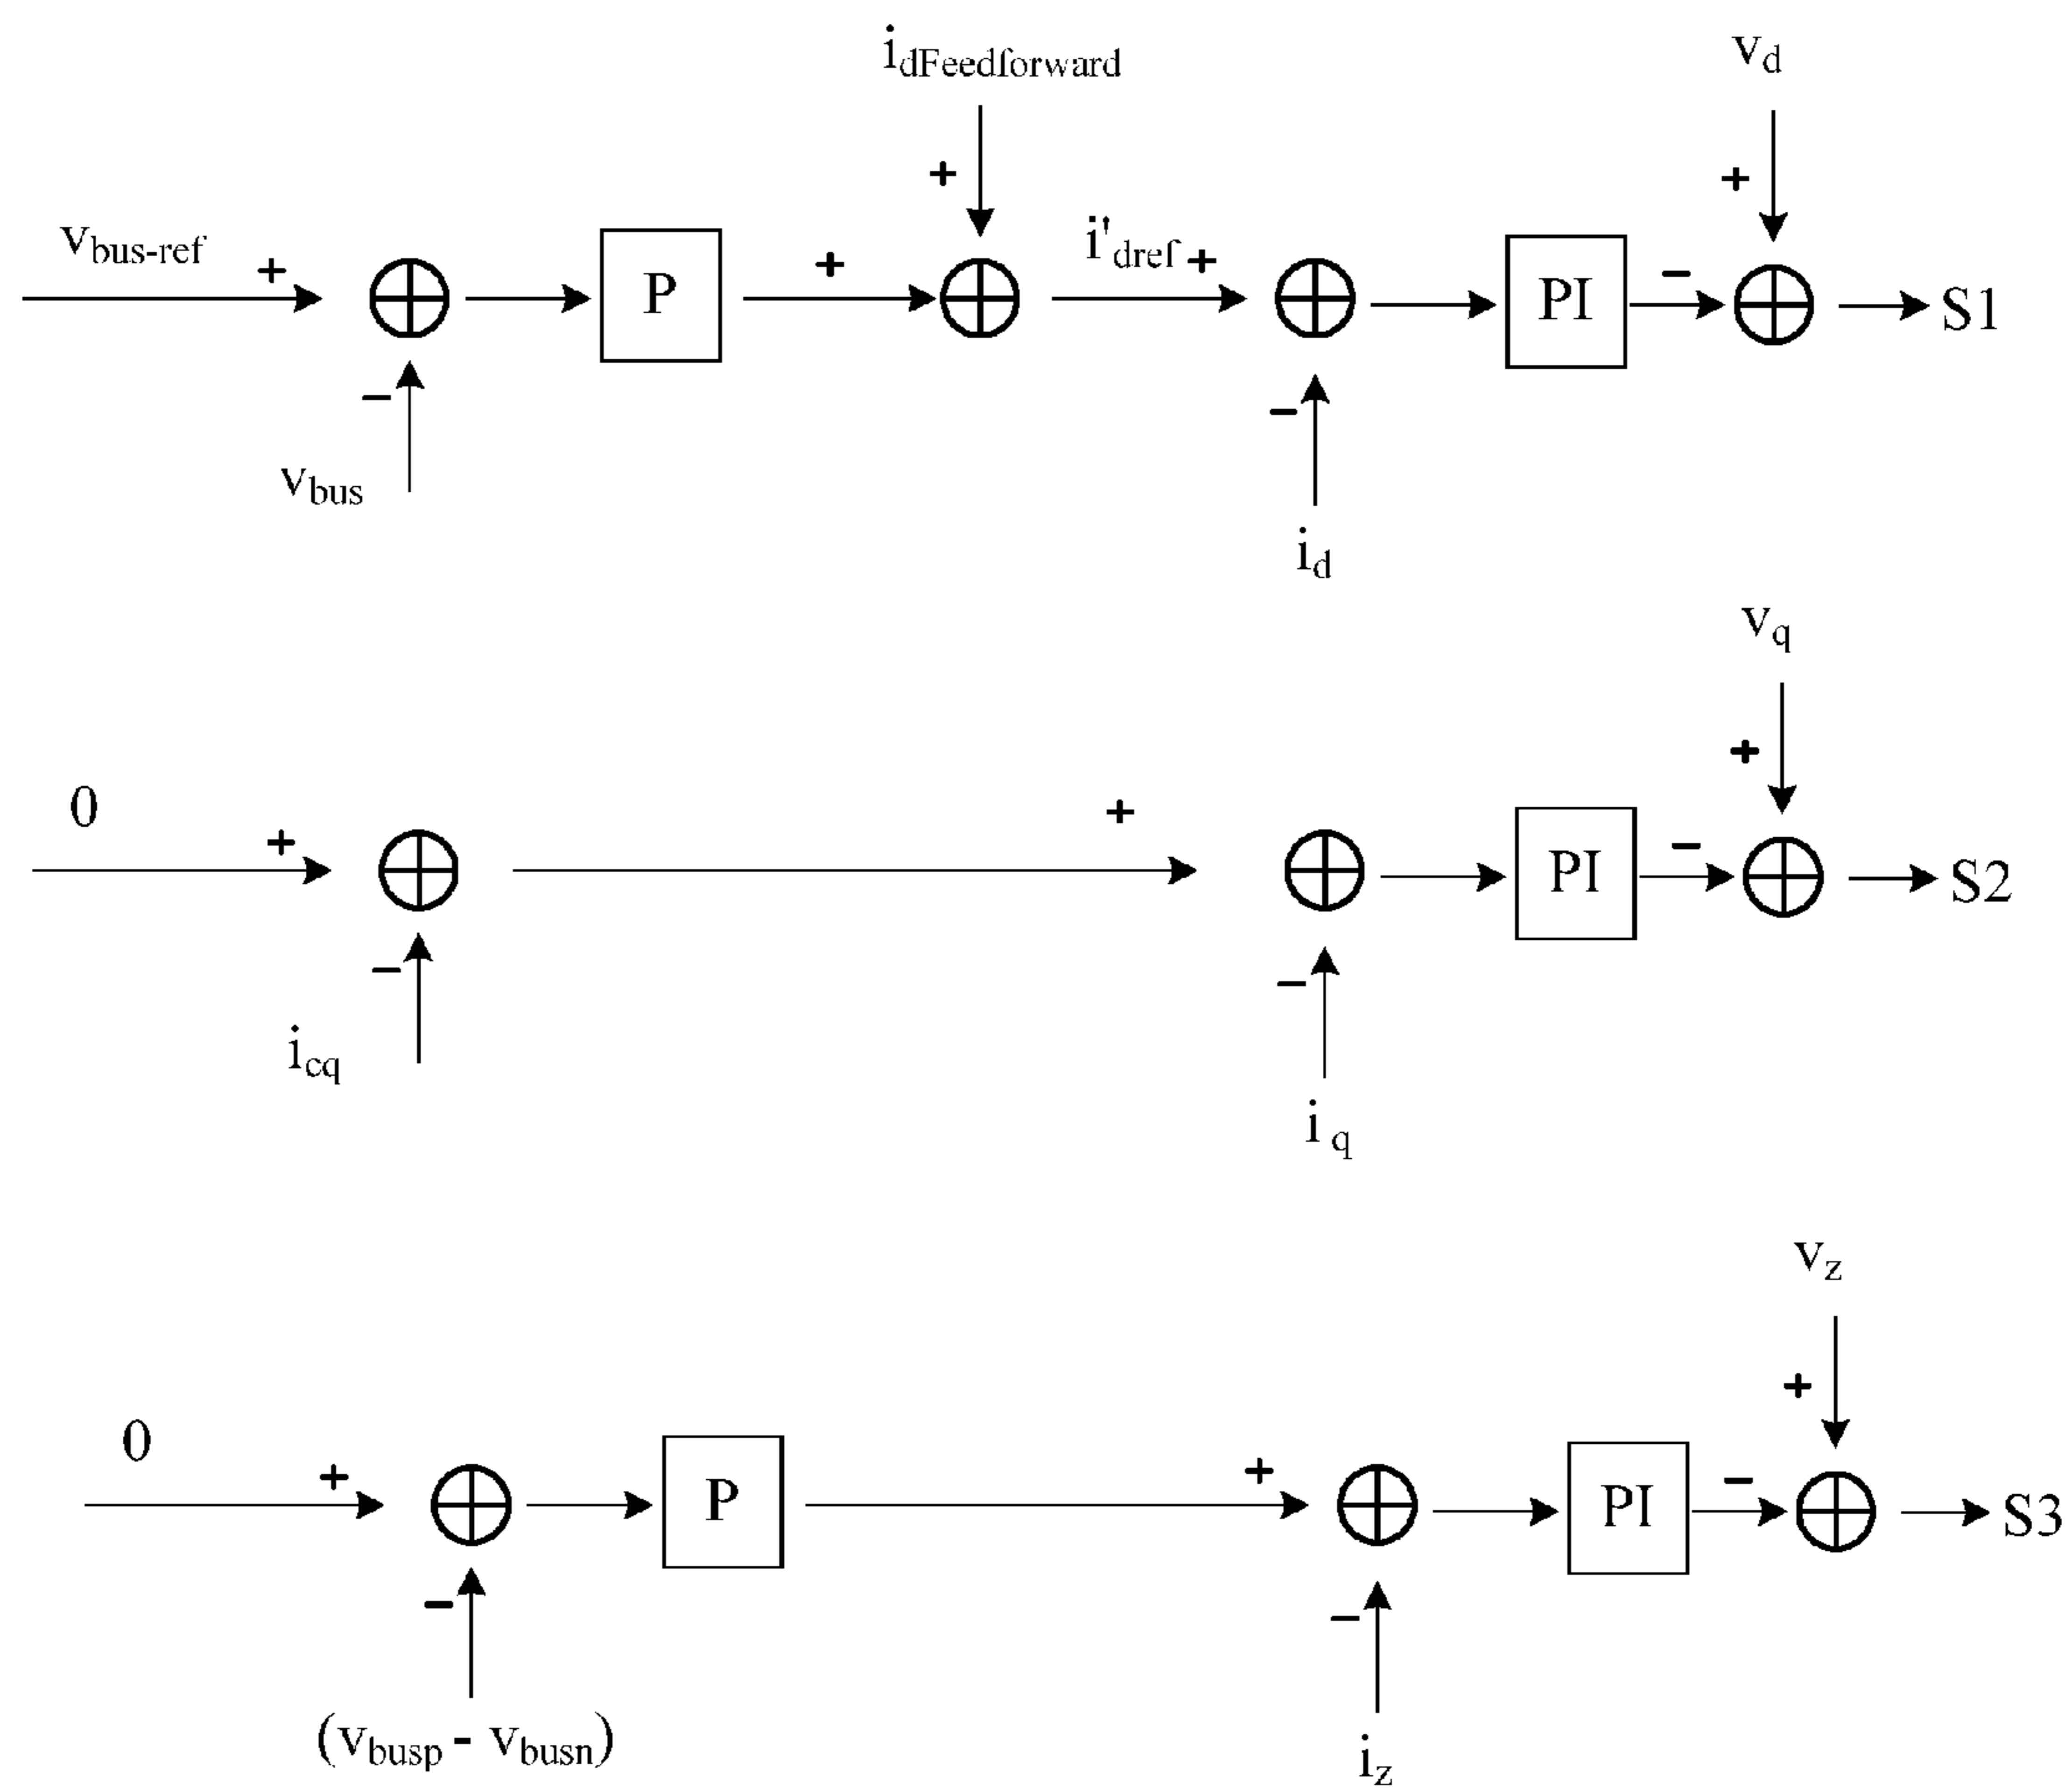 idFeedforward vd
+ +
vbus-ref + P + i'dref + PI − S1
− −
vbus
id
vq
+
0 + + PI − S2
− −
icq
i q
vz
+
0 + P + PI − S3
− −
(vbusp - vbusn)
iz